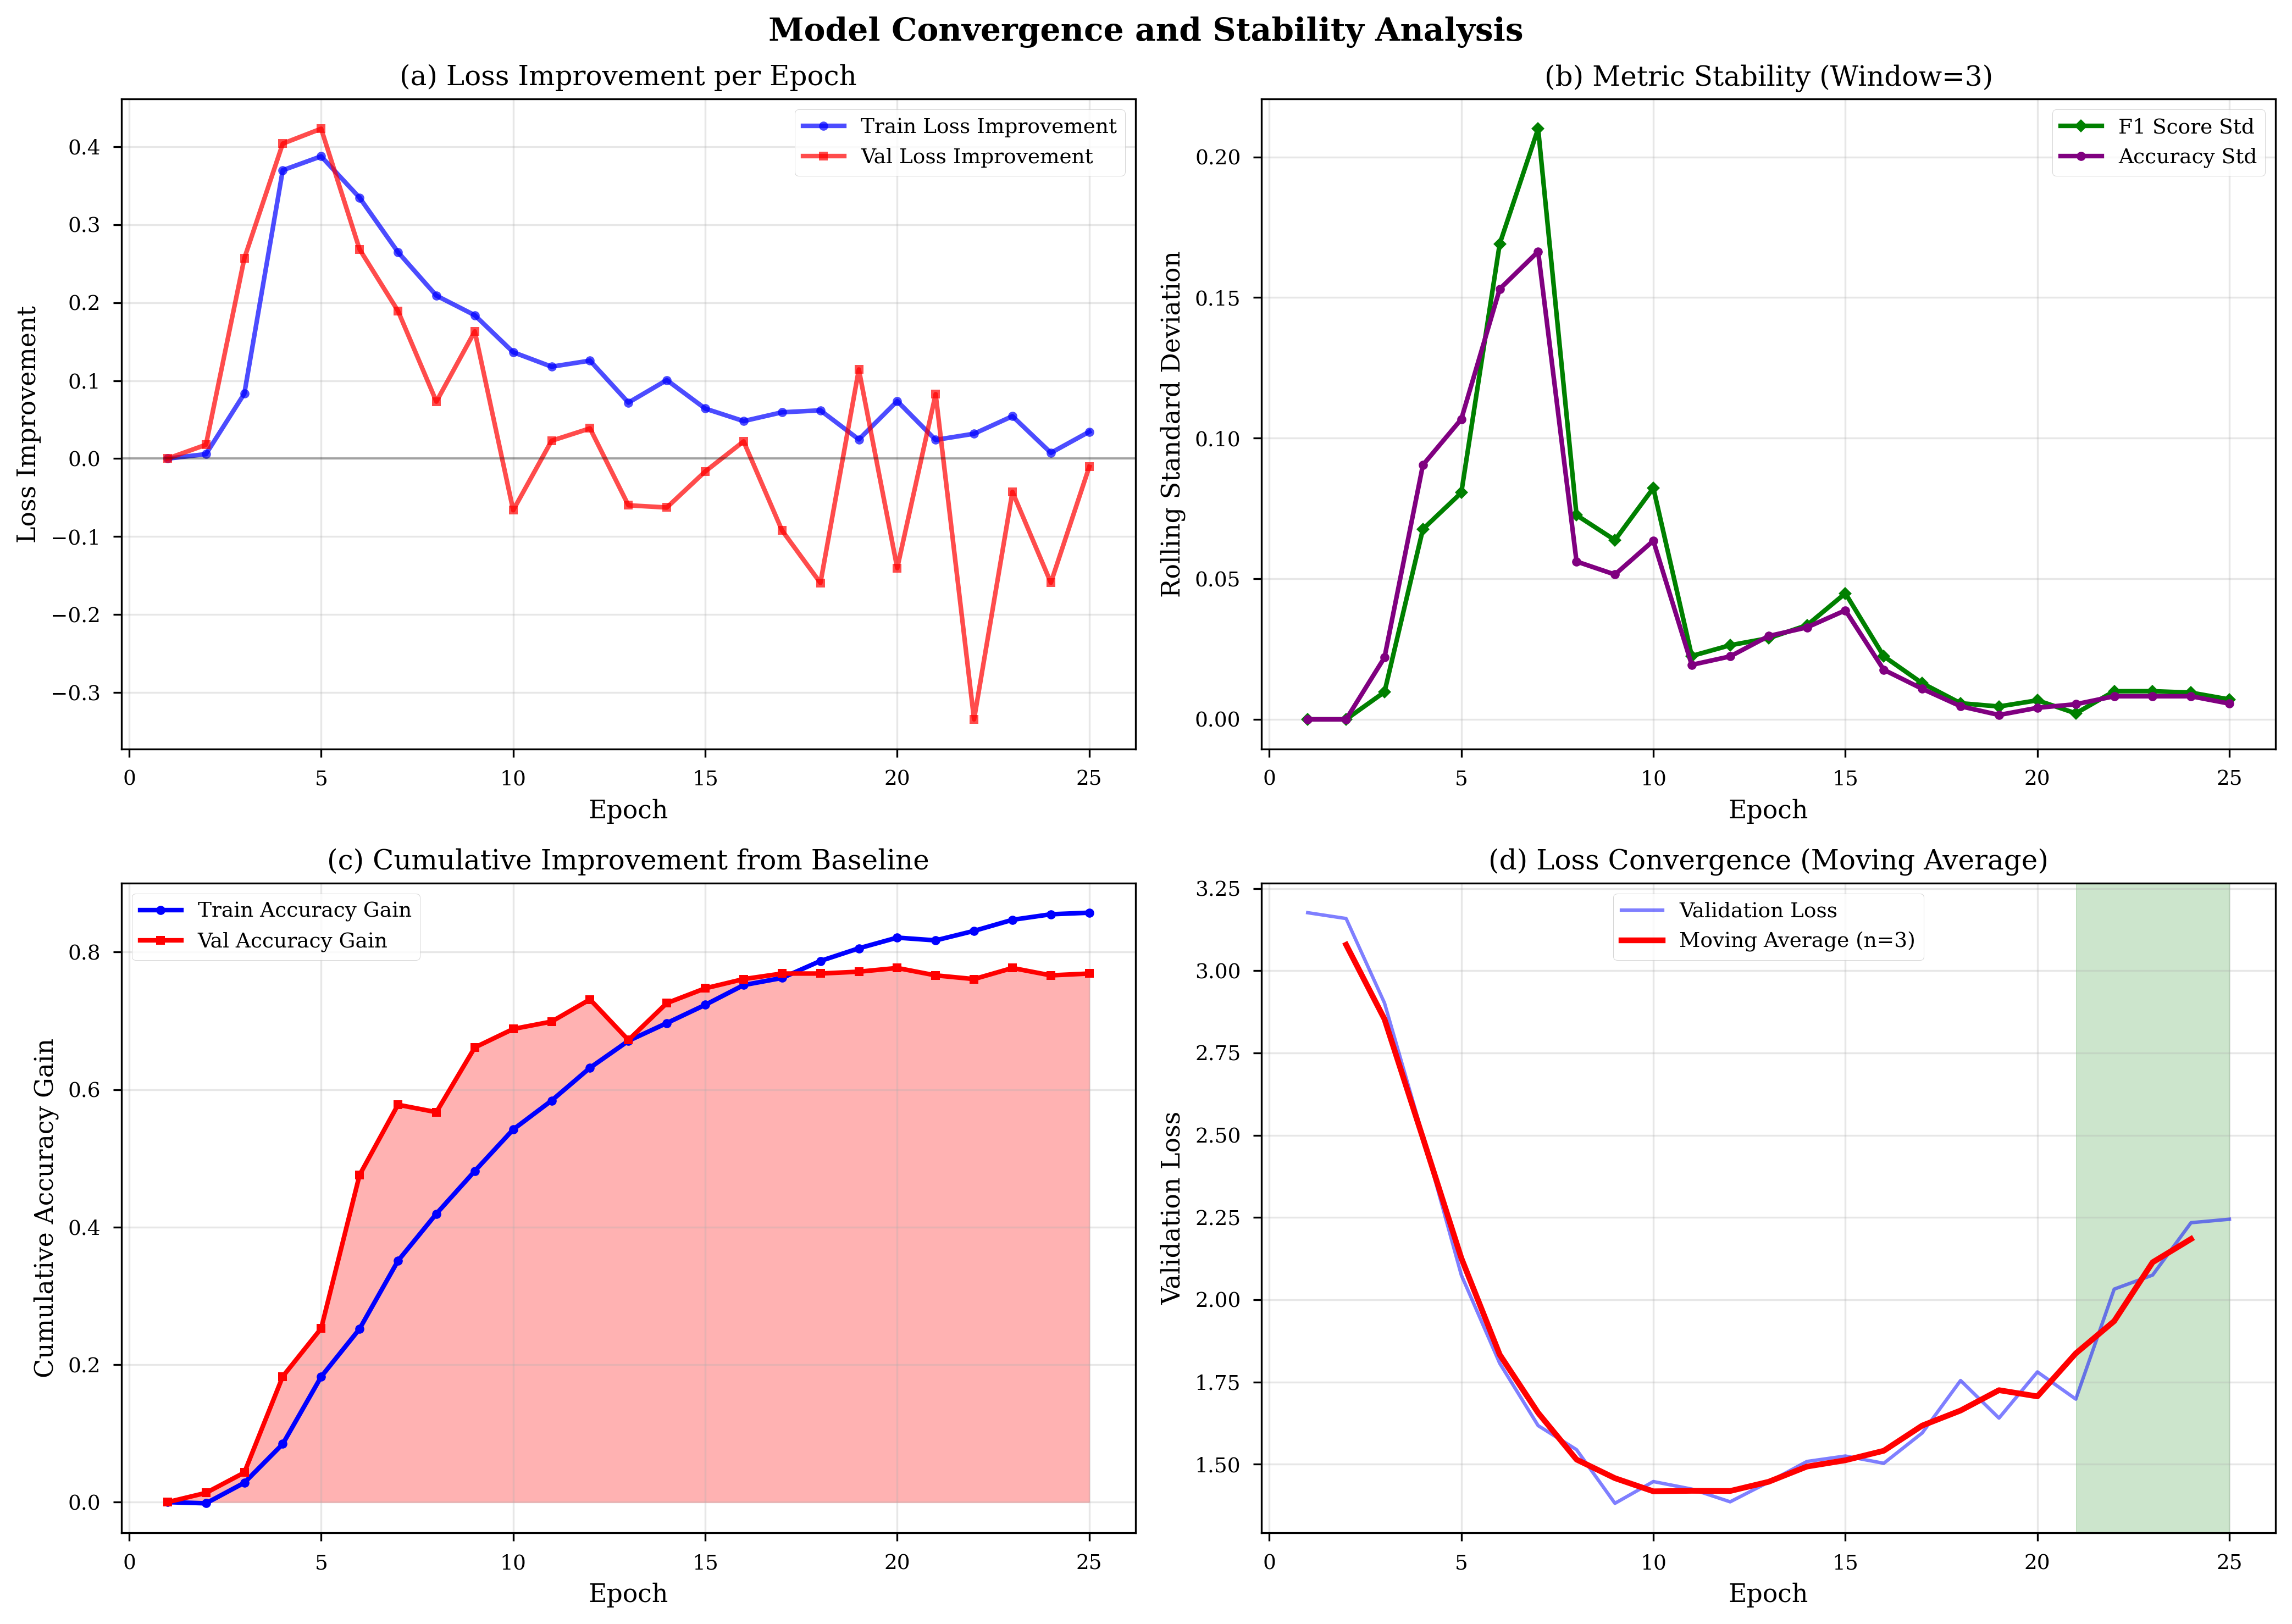 Model Convergence and Stability Analysis
(a) Loss Improvement per Epoch
Train Loss Improvement
Val Loss Improvement
Loss Improvement
0.4
0.3
0.2
0.1
0.0
−0.1
−0.2
−0.3
0 5 10 15 20 25
Epoch
(b) Metric Stability (Window=3)
F1 Score Std
Accuracy Std
Rolling Standard Deviation
0.20
0.15
0.10
0.05
0.00
0 5 10 15 20 25
Epoch
(c) Cumulative Improvement from Baseline
Train Accuracy Gain
Val Accuracy Gain
Cumulative Accuracy Gain
0.8
0.6
0.4
0.2
0.0
0 5 10 15 20 25
Epoch
(d) Loss Convergence (Moving Average)
Validation Loss
Moving Average (n=3)
Validation Loss
3.25
3.00
2.75
2.50
2.25
2.00
1.75
1.50
0 5 10 15 20 25
Epoch